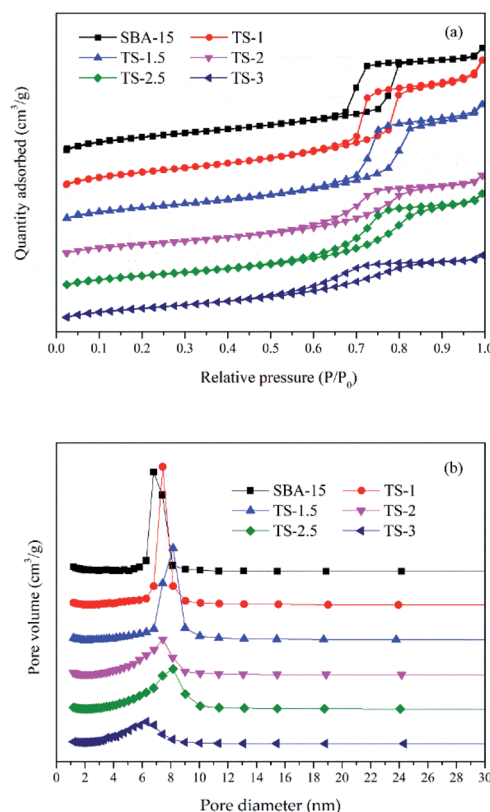 (a)
SBA-15 TS-1
TS-1.5 TS-2
TS-2.5 TS-3
Quantity adsorbed (cm³/g)
0.0 0.1 0.2 0.3 0.4 0.5 0.6 0.7 0.8 0.9 1.0
Relative pressure (P/P₀)
(b)
SBA-15 TS-1
TS-1.5 TS-2
TS-2.5 TS-3
Pore volume (cm³/g)
0 2 4 6 8 10 12 14 16 18 20 22 24 26 28 30
Pore diameter (nm)